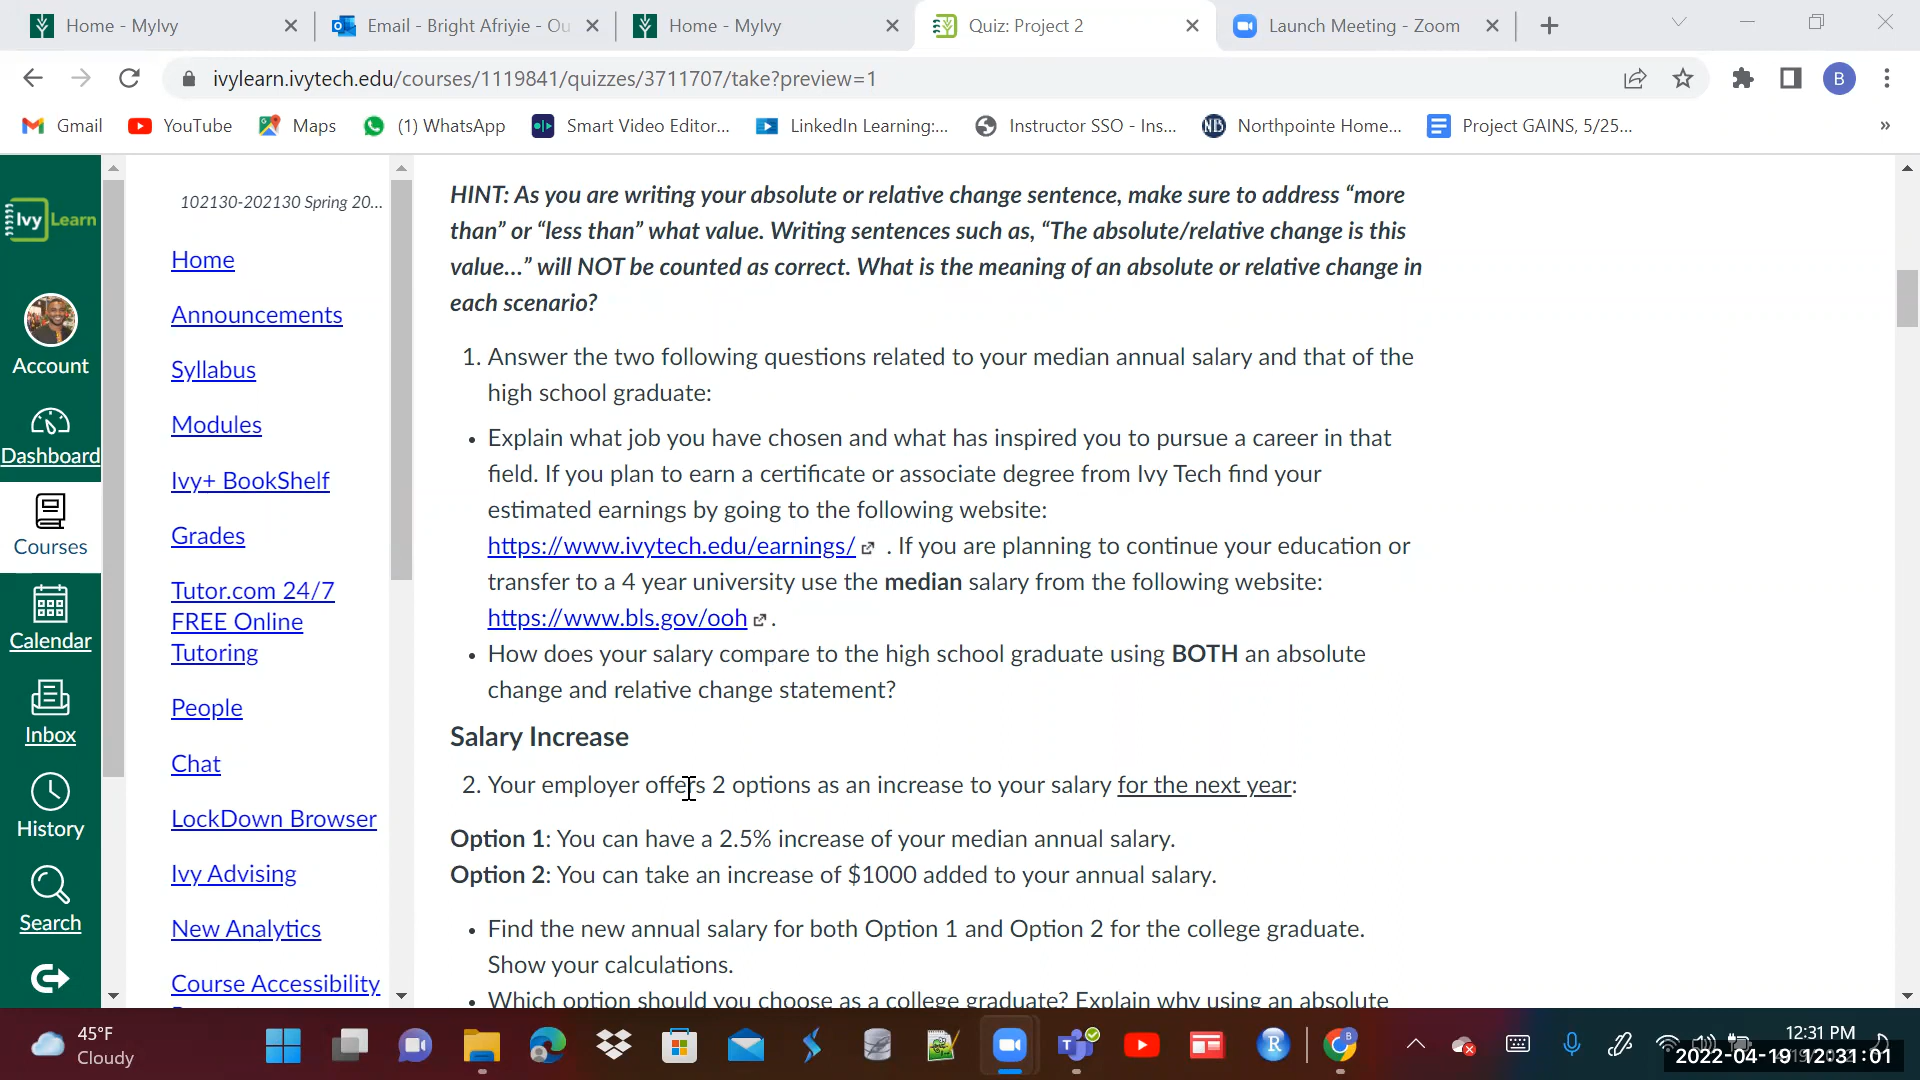 Home - MyIvy
Email - Bright Afriyie - Ou
Home - MyIvy
Quiz: Project 2
Launch Meeting - Zoom
ivylearn.ivytech.edu/courses/1119841/quizzes/3711707/take?preview=1
B
Gmail
YouTube
Maps
(1) WhatsApp
Smart Video Editor...
LinkedIn Learning:...
Instructor SSO - Ins...
NB
Northpointe Home...
Project GAINS, 5/25...
»
Ivy Learn
Account
Dashboard
Courses
Calendar
Inbox
History
Search
102130-202130 Spring 20...
Home
Announcements
Syllabus
Modules
Ivy+ BookShelf
Grades
Tutor.com 24/7
FREE Online
Tutoring
People
Chat
LockDown Browser
Ivy Advising
New Analytics
Course Accessibility
HINT: As you are writing your absolute or relative change sentence, make sure to address “more
than” or “less than” what value. Writing sentences such as, “The absolute/relative change is this
value…” will NOT be counted as correct. What is the meaning of an absolute or relative change in
each scenario?
1. Answer the two following questions related to your median annual salary and that of the
high school graduate:
• Explain what job you have chosen and what has inspired you to pursue a career in that
field. If you plan to earn a certificate or associate degree from Ivy Tech find your
estimated earnings by going to the following website:
https://www.ivytech.edu/earnings/ . If you are planning to continue your education or
transfer to a 4 year university use the median salary from the following website:
https://www.bls.gov/ooh .
• How does your salary compare to the high school graduate using BOTH an absolute
change and relative change statement?
Salary Increase
2. Your employer offers 2 options as an increase to your salary for the next year:
Option 1: You can have a 2.5% increase of your median annual salary.
Option 2: You can take an increase of $1000 added to your annual salary.
• Find the new annual salary for both Option 1 and Option 2 for the college graduate.
Show your calculations.
• Which option should you choose as a college graduate? Explain why using an absolute
45°F
Cloudy
R
B
12:31 PM
2022-04-19 12:31:01